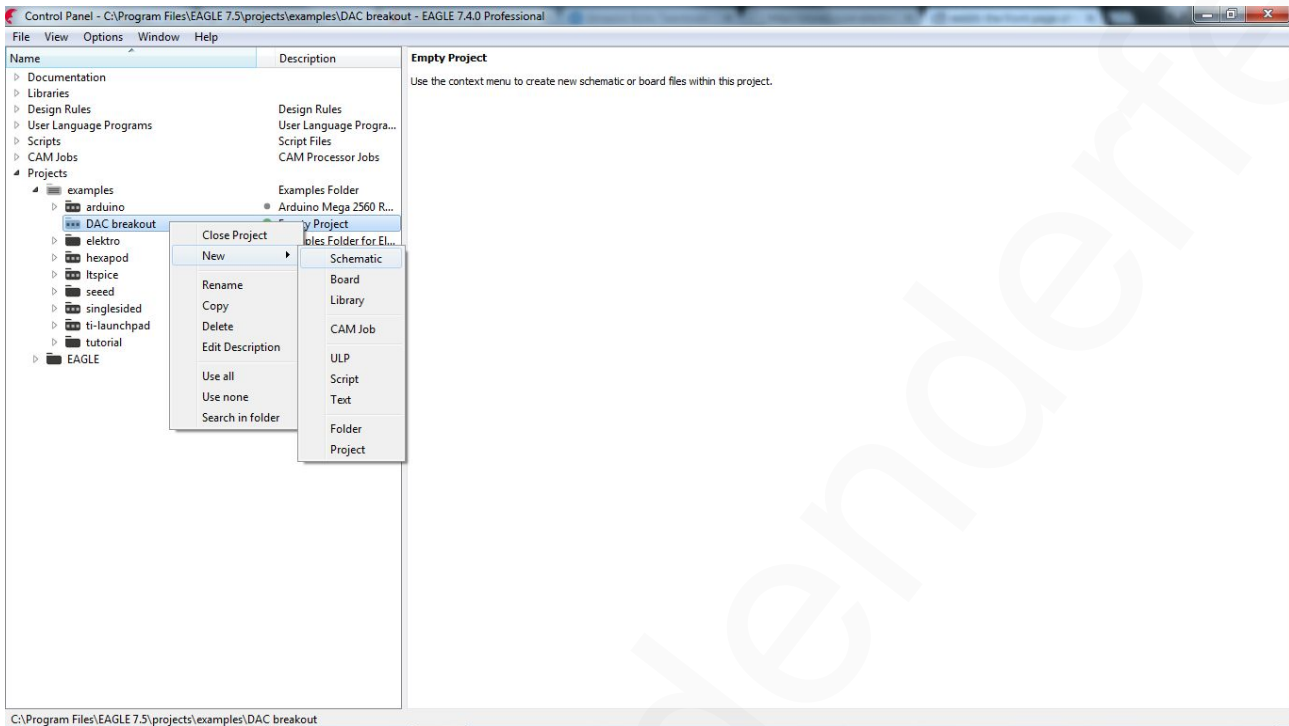 Control Panel - C:\Program Files\EAGLE 7.5\projects\examples\DAC breakout - EAGLE 7.4.0 Professional
File View Options Window Help
Name Description
Documentation
Libraries
Design Rules Design Rules
User Language Programs User Language Progra...
Scripts Script Files
CAM Jobs CAM Processor Jobs
Projects
examples Examples Folder
arduino Arduino Mega 2560 R...
DAC breakout y Project
elektro ples Folder for El...
hexapod
ltspice
seeed
singlesided
ti-launchpad
tutorial
EAGLE
Close Project
New
Rename
Copy
Delete
Edit Description
Use all
Use none
Search in folder
Schematic
Board
Library
CAM Job
ULP
Script
Text
Folder
Project
Empty Project
Use the context menu to create new schematic or board files within this project.
C:\Program Files\EAGLE 7.5\projects\examples\DAC breakout